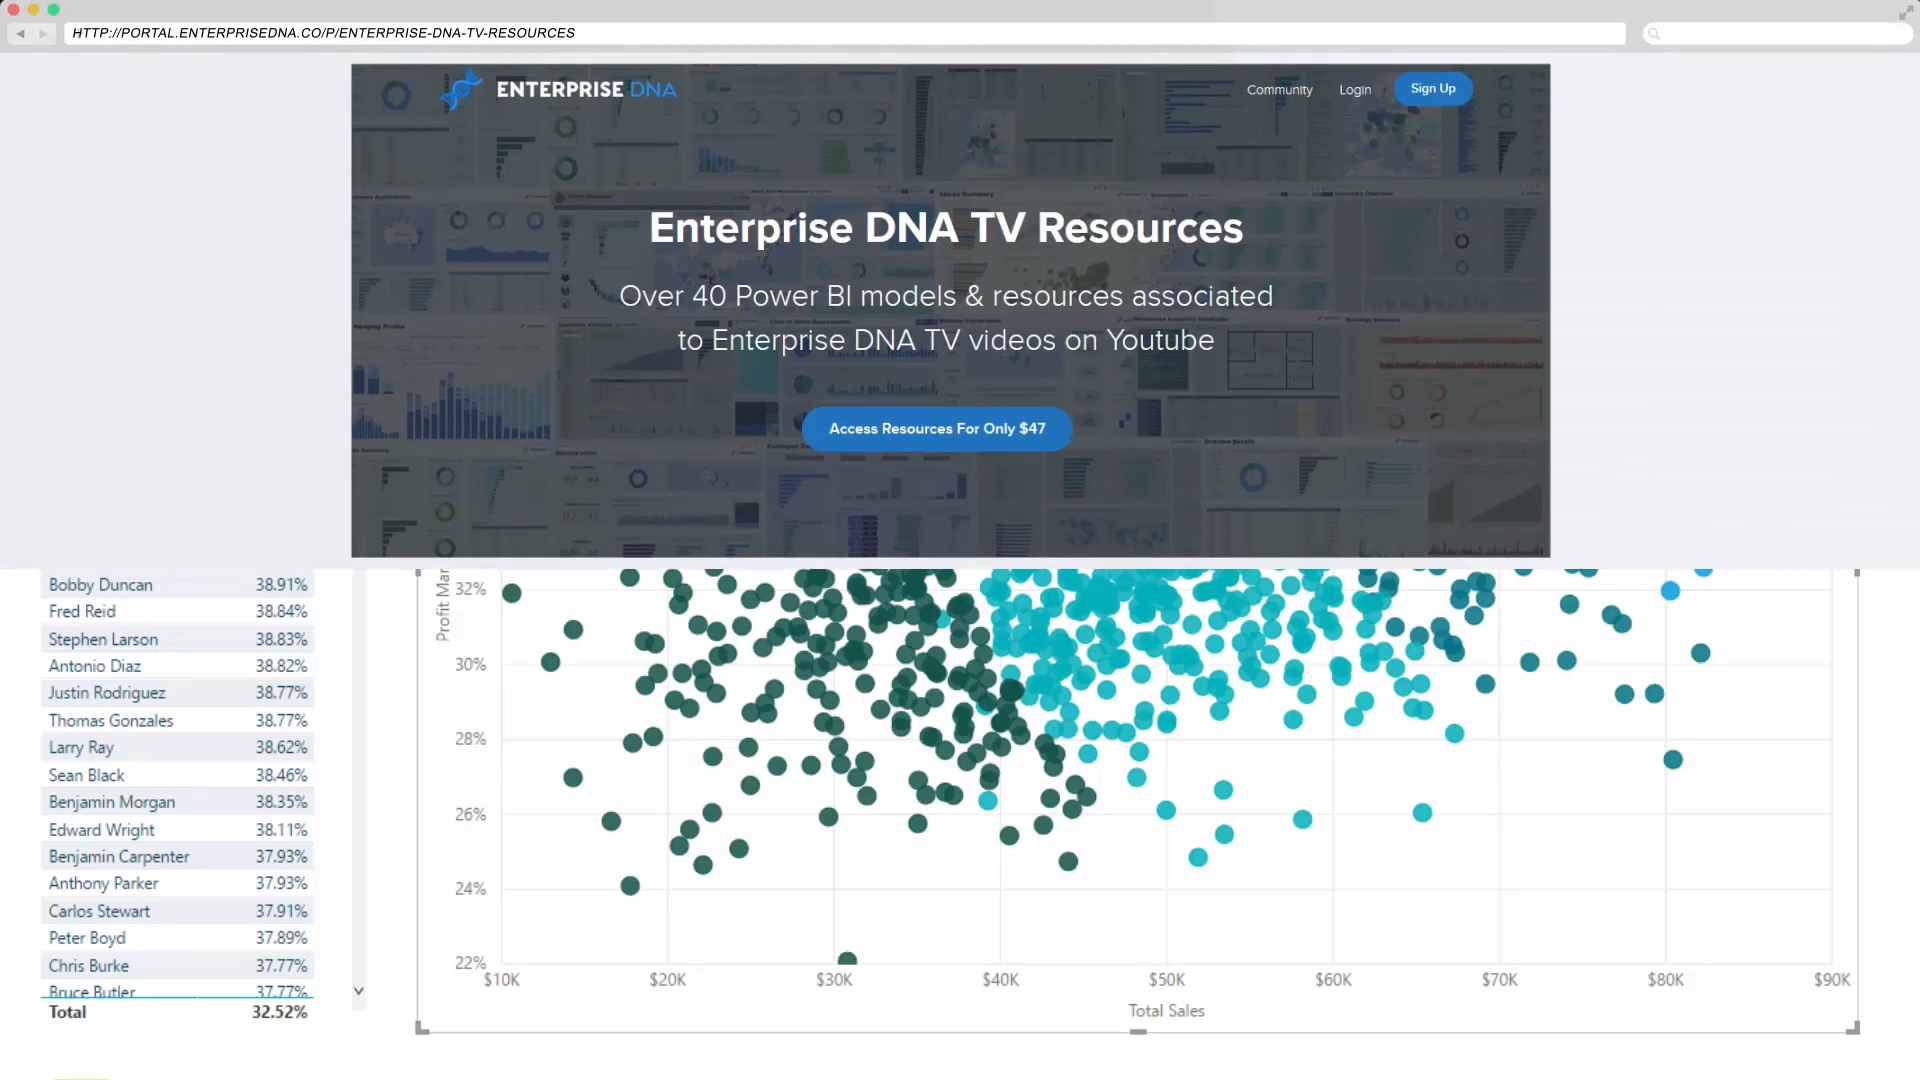 HTTP://PORTAL.ENTERPRISEDNA.CO/P/ENTERPRISE-DNA-TV-RESOURCES
ENTERPRISE DNA
Community
Login
Sign Up
Enterprise DNA TV Resources
Over 40 Power BI models & resources associated
to Enterprise DNA TV videos on Youtube
Access Resources For Only $47
Bobby Duncan 38.91%
Fred Reid 38.84%
Stephen Larson 38.83%
Antonio Diaz 38.82%
Justin Rodriguez 38.77%
Thomas Gonzales 38.77%
Larry Ray 38.62%
Sean Black 38.46%
Benjamin Morgan 38.35%
Edward Wright 38.11%
Benjamin Carpenter 37.93%
Anthony Parker 37.93%
Carlos Stewart 37.91%
Peter Boyd 37.89%
Chris Burke 37.77%
Bruce Butler 37.77%
Total 32.52%
Profit Mar
32%
30%
28%
26%
24%
22%
$10K $20K $30K $40K $50K $60K $70K $80K $90K
Total Sales